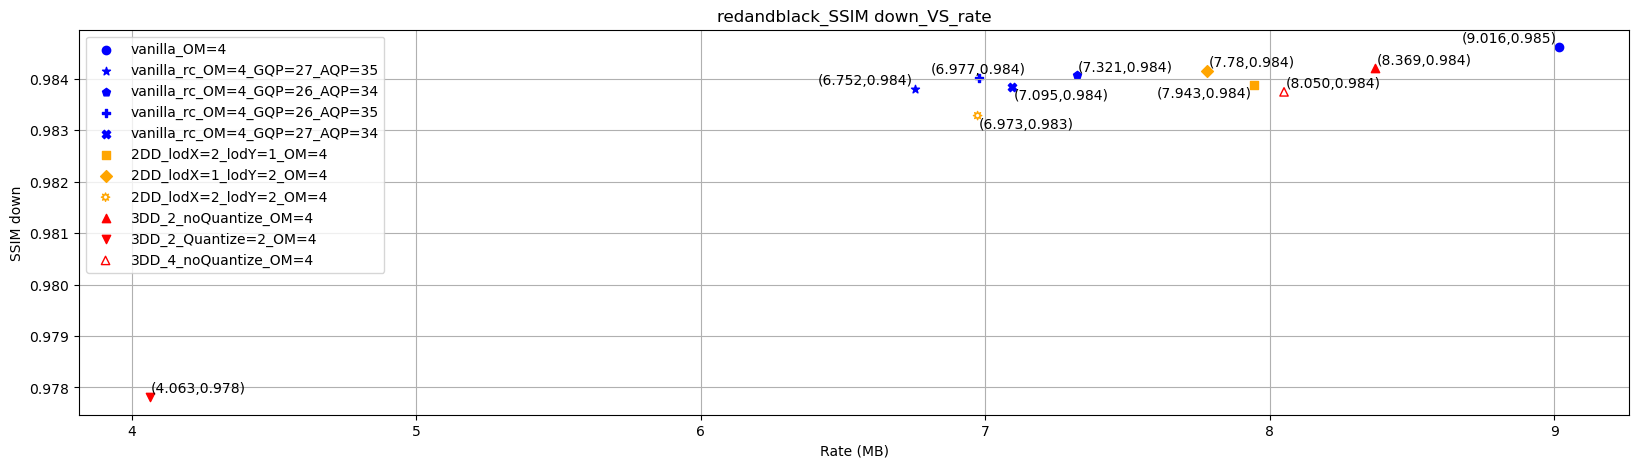 redandblack_SSIM down_VS_rate
vanilla_OM=4
vanilla_rc_OM=4_GQP=27_AQP=35
vanilla_rc_OM=4_GQP=26_AQP=34
vanilla_rc_OM=4_GQP=26_AQP=35
vanilla_rc_OM=4_GQP=27_AQP=34
2DD_lodX=2_lodY=1_OM=4
2DD_lodX=1_lodY=2_OM=4
2DD_lodX=2_lodY=2_OM=4
3DD_2_noQuantize_OM=4
3DD_2_Quantize=2_OM=4
3DD_4_noQuantize_OM=4
(9.016,0.985)
(8.369,0.984)
(7.78,0.984)
(7.321,0.984)
(6.977,0.984)
(6.752,0.984)
(8.050,0.984)
(7.943,0.984)
(7.095,0.984)
(6.973,0.983)
(4.063,0.978)
SSIM down
0.984
0.983
0.982
0.981
0.980
0.979
0.978
4 5 6 7 8 9
Rate (MB)